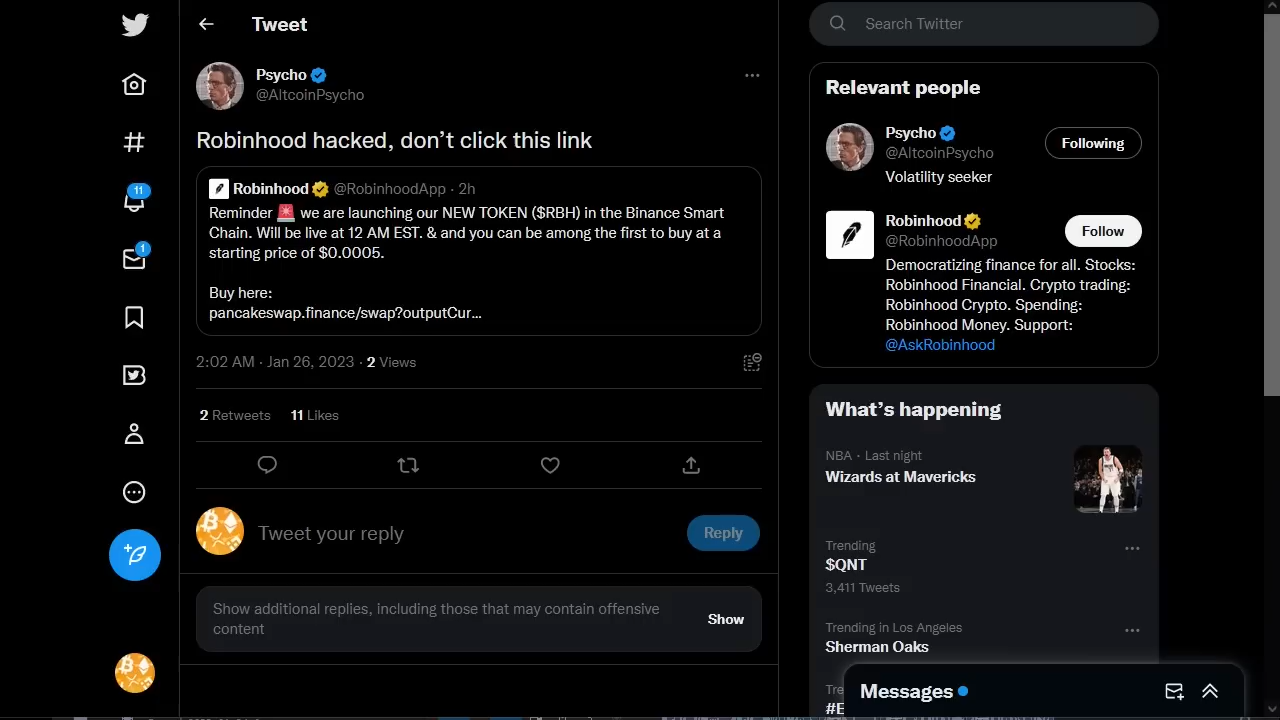 Tweet
Psycho
@AltcoinPsycho
Robinhood hacked, don’t click this link
Robinhood @RobinhoodApp · 2h
Reminder 🚨 we are launching our NEW TOKEN ($RBH) in the Binance Smart
Chain. Will be live at 12 AM EST. & and you can be among the first to buy at a
starting price of $0.0005.
Buy here:
pancakeswap.finance/swap?outputCur...
2:02 AM · Jan 26, 2023 · 2 Views
2 Retweets 11 Likes
Tweet your reply
Reply
Show additional replies, including those that may contain offensive
content
Show
11
1
Search Twitter
Relevant people
Psycho
@AltcoinPsycho
Following
Volatility seeker
Robinhood
@RobinhoodApp
Follow
Democratizing finance for all. Stocks:
Robinhood Financial. Crypto trading:
Robinhood Crypto. Spending:
Robinhood Money. Support:
@AskRobinhood
What’s happening
NBA · Last night
Wizards at Mavericks
Trending
$QNT
3,411 Tweets
Trending in Los Angeles
Sherman Oaks
Messages